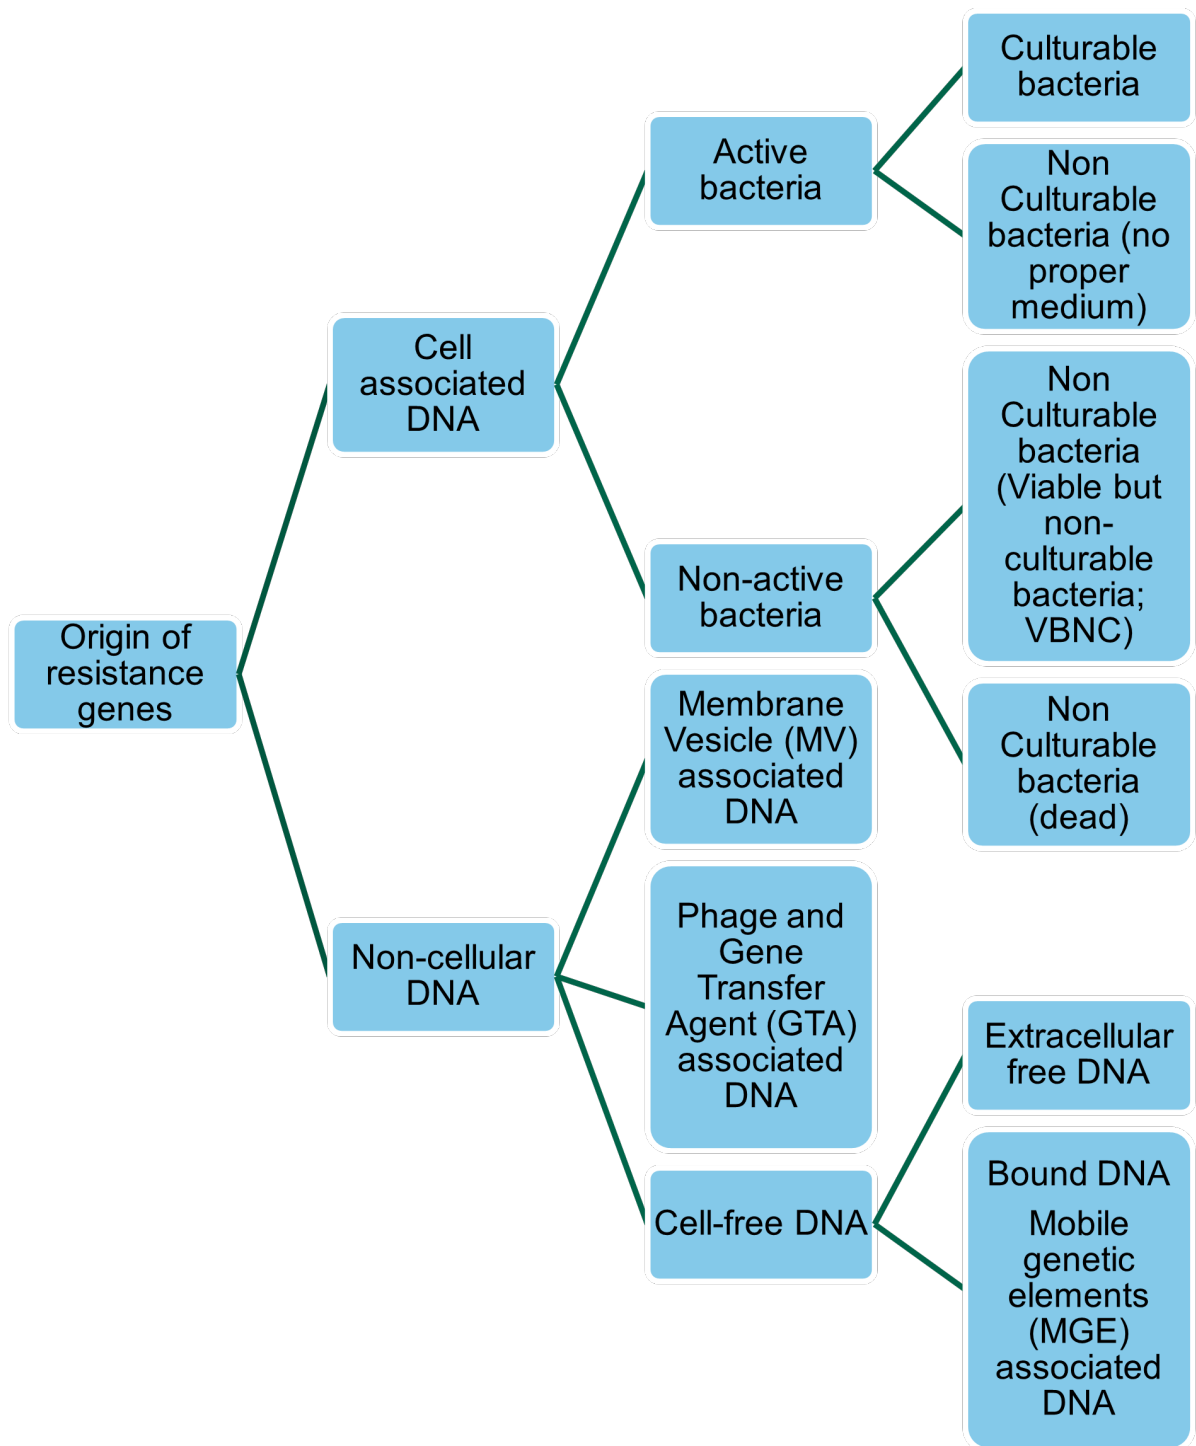 Culturable
bacteria
Active
bacteria
Non
Culturable
bacteria (no
proper
medium)
Cell
associated
DNA
Non
Culturable
bacteria
(Viable but
non-
culturable
bacteria;
VBNC)
Non-active
bacteria
Origin of
resistance
genes
Membrane
Vesicle (MV)
associated
DNA
Non
Culturable
bacteria
(dead)
Non-cellular
DNA
Phage and
Gene
Transfer
Agent (GTA)
associated
DNA
Extracellular
free DNA
Cell-free DNA
Bound DNA
Mobile
genetic
elements
(MGE)
associated
DNA